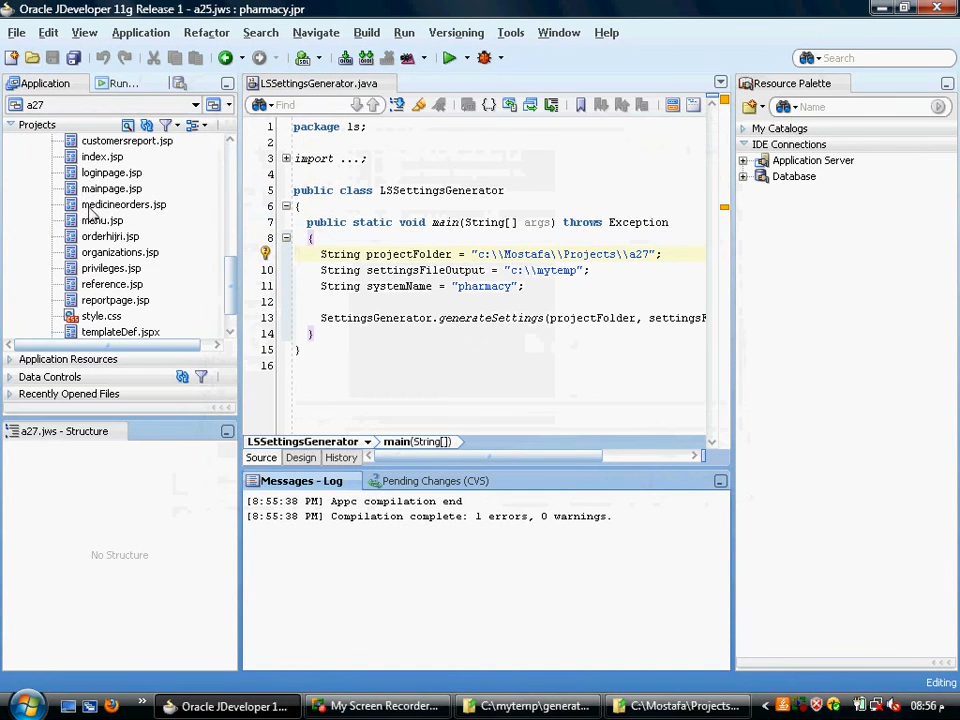 Oracle JDeveloper 11g Release 1 - a25.jws : pharmacy.jpr
File Edit View Application Refactor Search Navigate Build Run Versioning Tools Window Help
Search
Application Run...
LSSettingsGenerator.java
Resource Palette
a27
Find
Name
Projects
My Catalogs
IDE Connections
Application Server
Database
customersreport.jsp
index.jsp
loginpage.jsp
mainpage.jsp
medicineorders.jsp
menu.jsp
orderhijri.jsp
organizations.jsp
privileges.jsp
reference.jsp
reportpage.jsp
style.css
templateDef.jspx
Application Resources
Data Controls
Recently Opened Files
1 package ls;
2
3 import ...;
4
5 public class LSSettingsGenerator
6 {
7 public static void main(String[] args) throws Exception
8 {
9 String projectFolder = "c:\\Mostafa\\Projects\\a27";
10 String settingsFileOutput = "c:\\mytemp";
11 String systemName = "pharmacy";
13 SettingsGenerator.generateSettings(projectFolder, settingsF
14 }
15 }
16
LSSettingsGenerator main(String[])
Source Design History
a27.jws - Structure
No Structure
Messages - Log Pending Changes (CVS)
[8:55:38 PM] Appc compilation end
[8:55:38 PM] Compilation complete: 1 errors, 0 warnings.
Editing
Oracle JDeveloper 1... My Screen Recorder... C:\mytemp\generat... C:\Mostafa\Projects... 08:56 م